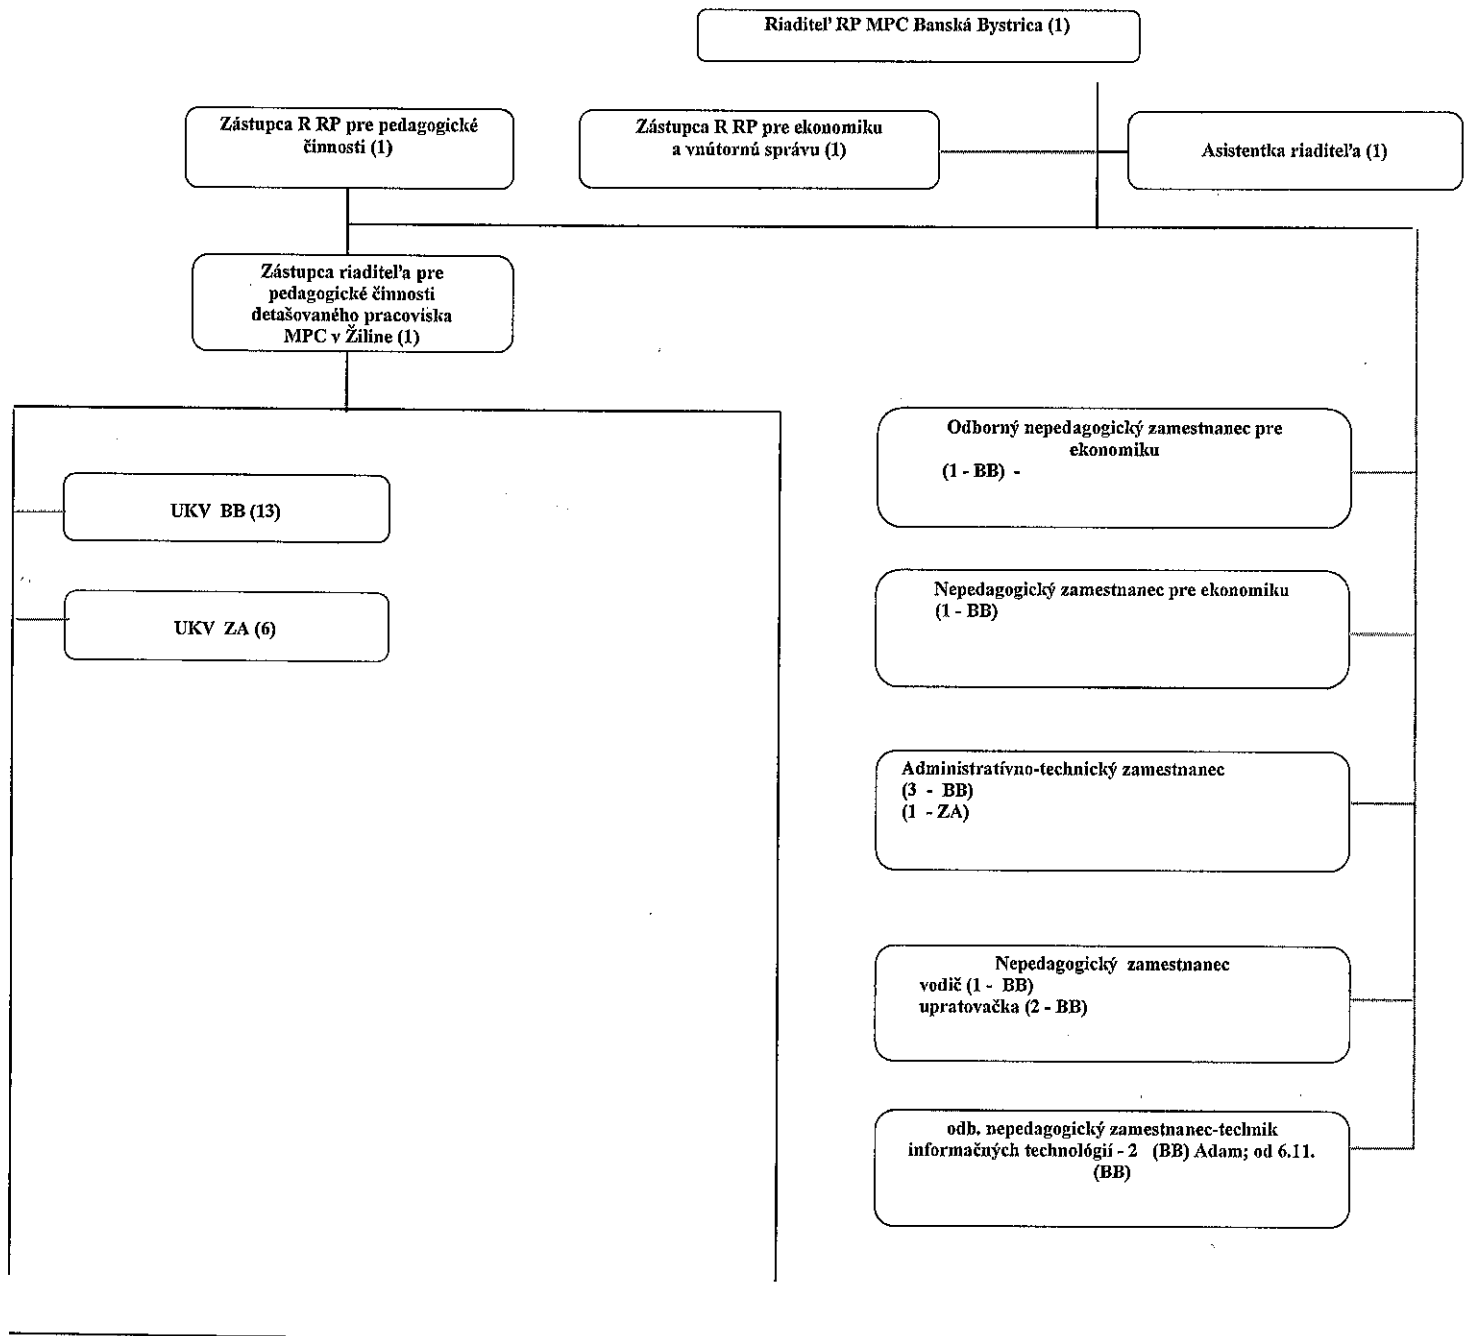 Riaditeľ RP MPC Banská Bystrica (1)
Zástupca R RP pre pedagogické
činnosti (1)
Zástupca R RP pre ekonomiku
a vnútornú správu (1)
Asistentka riaditeľa (1)
Zástupca riaditeľa pre
pedagogické činnosti
detašovaného pracoviska
MPC v Žiline (1)
UKV BB (13)
UKV ZA (6)
Odborný nepedagogický zamestnanec pre
ekonomiku
(1 - BB) -
Nepedagogický zamestnanec pre ekonomiku
(1 - BB)
Administratívno-technický zamestnanec
(3 - BB)
(1 - ZA)
Nepedagogický zamestnanec
vodič (1 - BB)
upratovačka (2 - BB)
odb. nepedagogický zamestnanec-technik
informačných technológií - 2 (BB) Adam; od 6.11.
(BB)